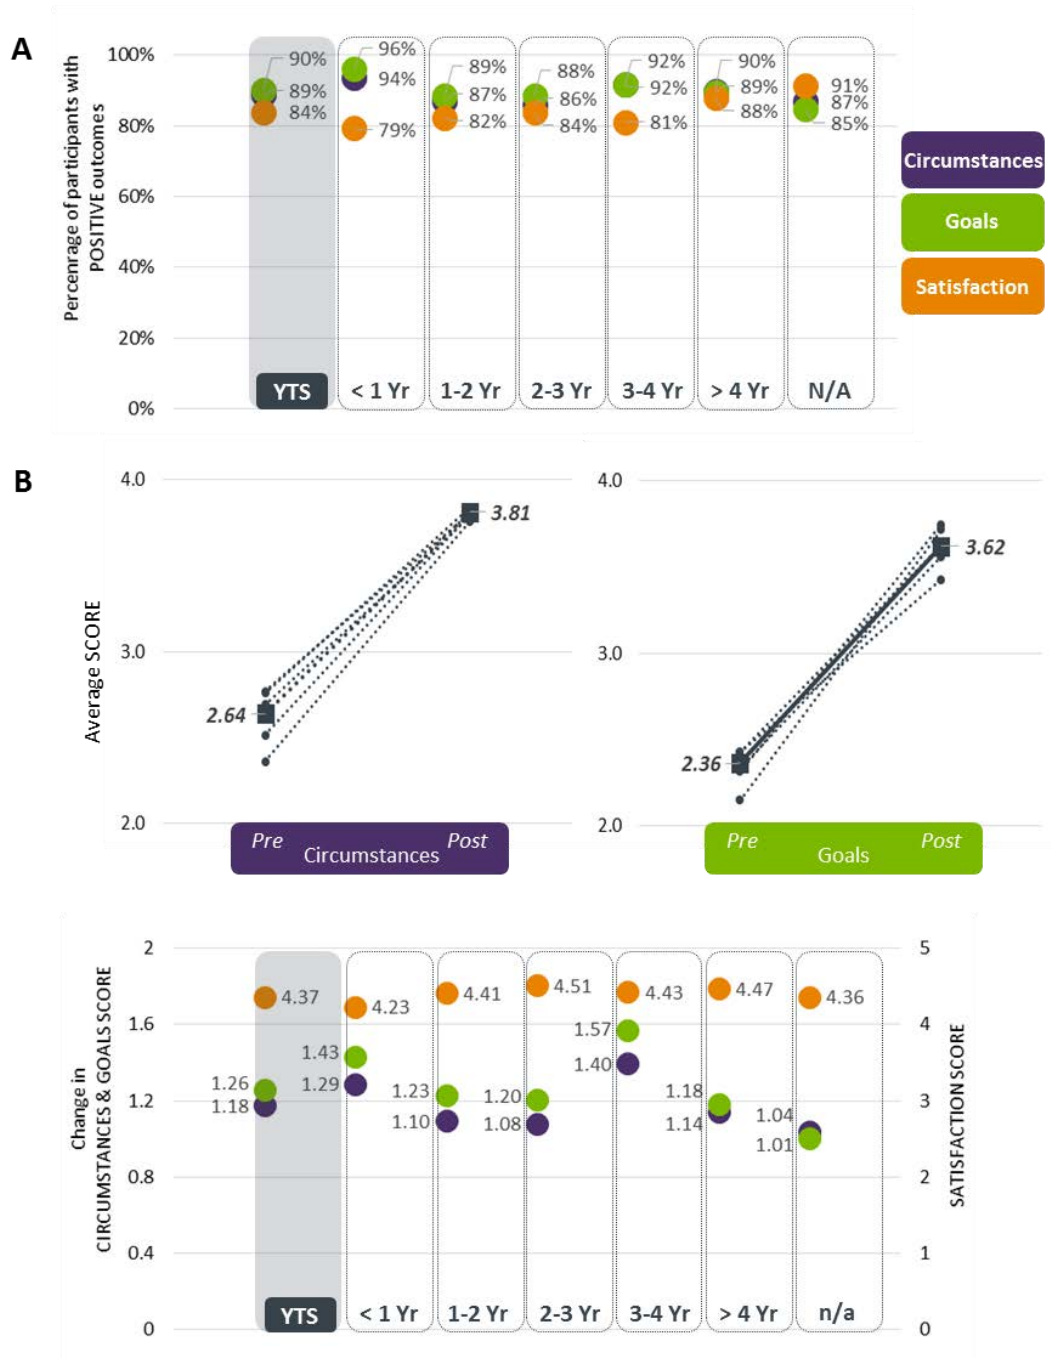 A
Percenrage of participants with
POSITIVE outcomes
100%
80%
60%
40%
20%
0%
90%
89%
84%
96%
94%
79%
89%
87%
82%
88%
86%
84%
92%
92%
81%
90%
89%
88%
91%
87%
85%
YTS
< 1 Yr
1-2 Yr
2-3 Yr
3-4 Yr
> 4 Yr
N/A
Circumstances
Goals
Satisfaction
B
Average SCORE
4.0
3.0
2.0
3.81
2.64
Pre
Post
Circumstances
4.0
3.0
2.0
3.62
2.36
Pre
Post
Goals
Change in
CIRCUMSTANCES & GOALS SCORE
2
1.6
1.2
0.8
0.4
0
4.37
1.26
1.18
4.23
1.43
1.29
4.41
1.23
1.10
4.51
1.20
1.08
4.43
1.57
1.40
4.47
1.18
1.14
4.36
1.04
1.01
YTS
< 1 Yr
1-2 Yr
2-3 Yr
3-4 Yr
> 4 Yr
n/a
5
4
3
2
1
0
SATISFACTION SCORE